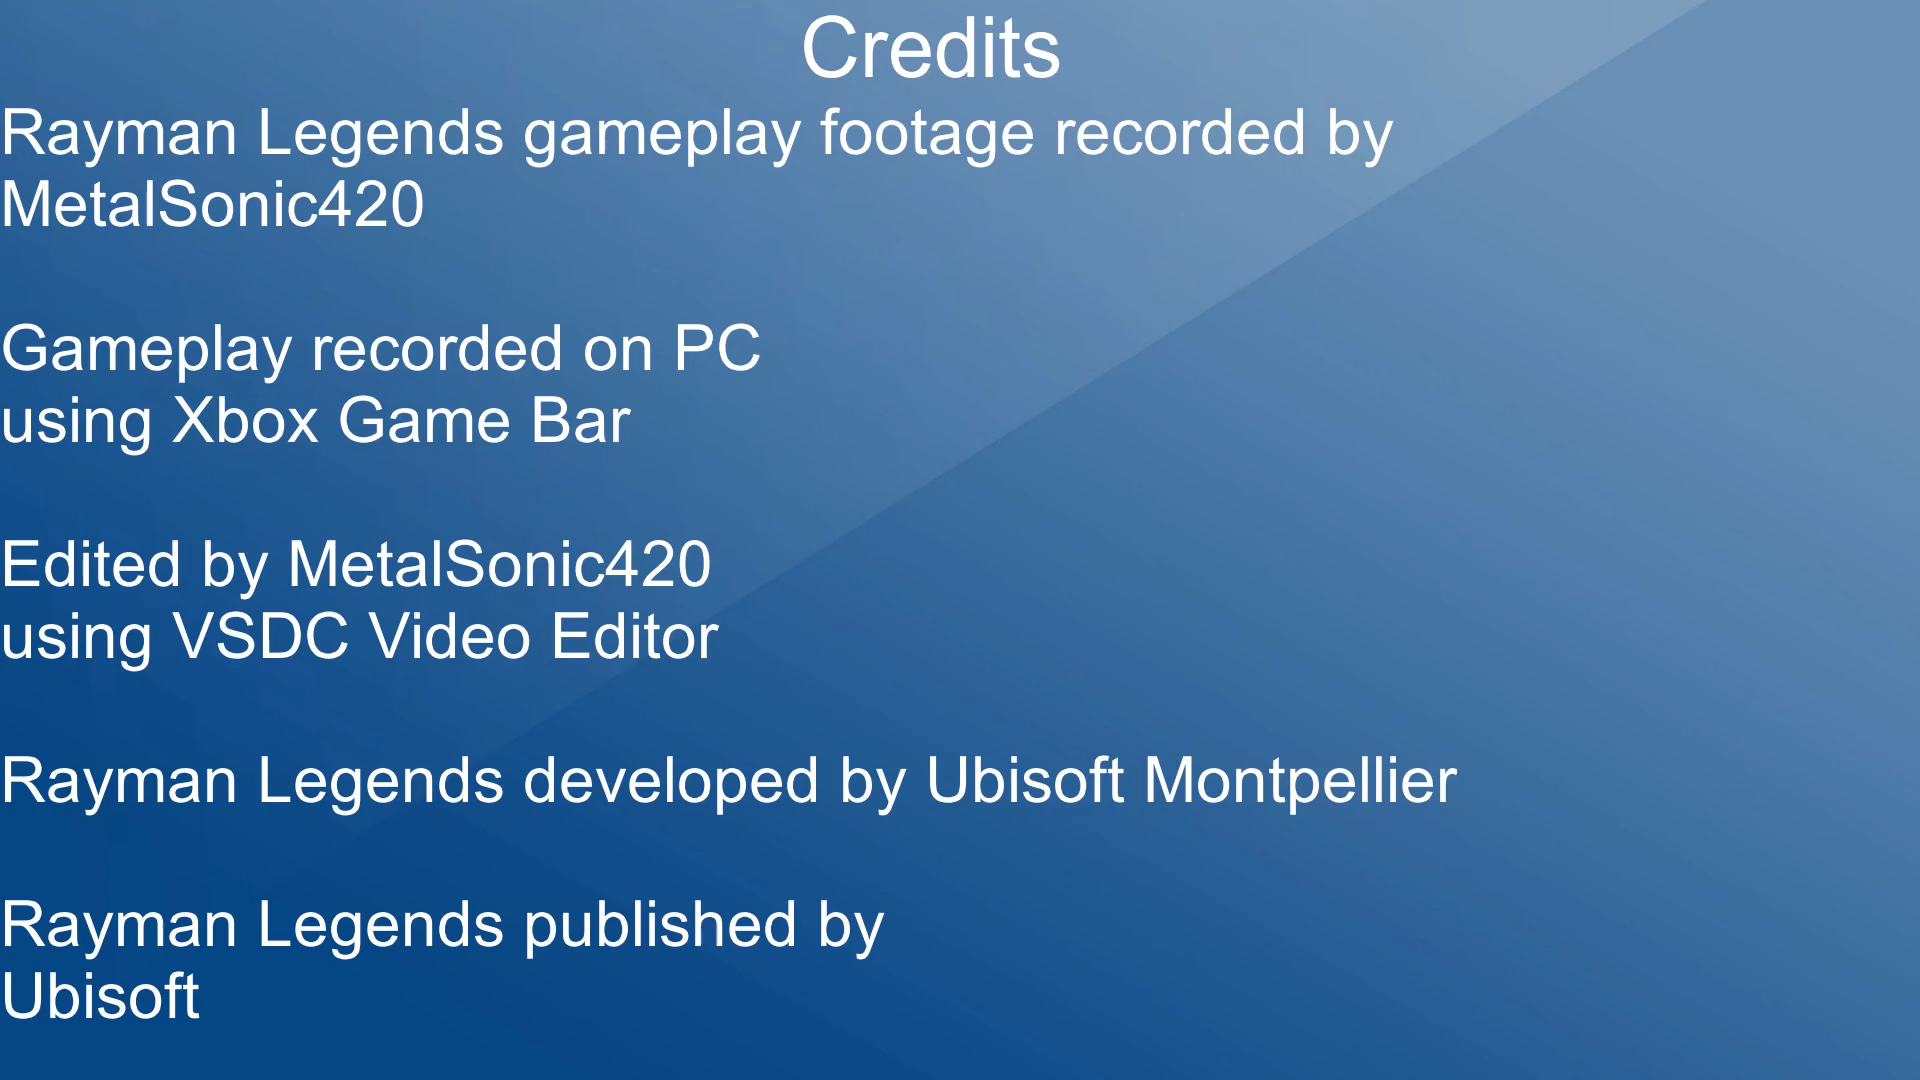 Credits
Rayman Legends gameplay footage recorded by
MetalSonic420
Gameplay recorded on PC
using Xbox Game Bar
Edited by MetalSonic420
using VSDC Video Editor
Rayman Legends developed by Ubisoft Montpellier
Rayman Legends published by
Ubisoft